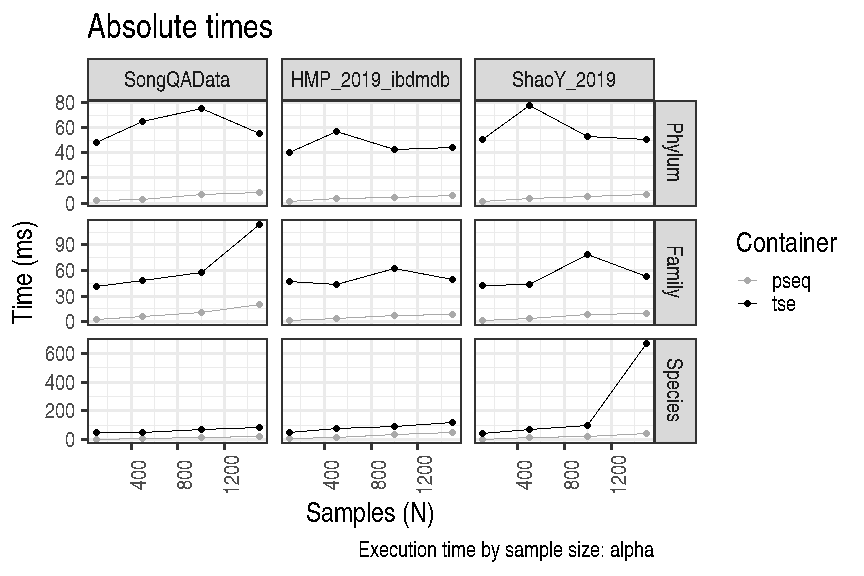 Absolute times
SongQAData
HMP_2019_ibdmdb
ShaoY_2019
80
60
40
20
0
Phylum
90
60
30
0
Family
600
400
200
0
Species
Time (ms)
400
800
1200
400
800
1200
400
800
1200
Samples (N)
Container
pseq
tse
Execution time by sample size: alpha